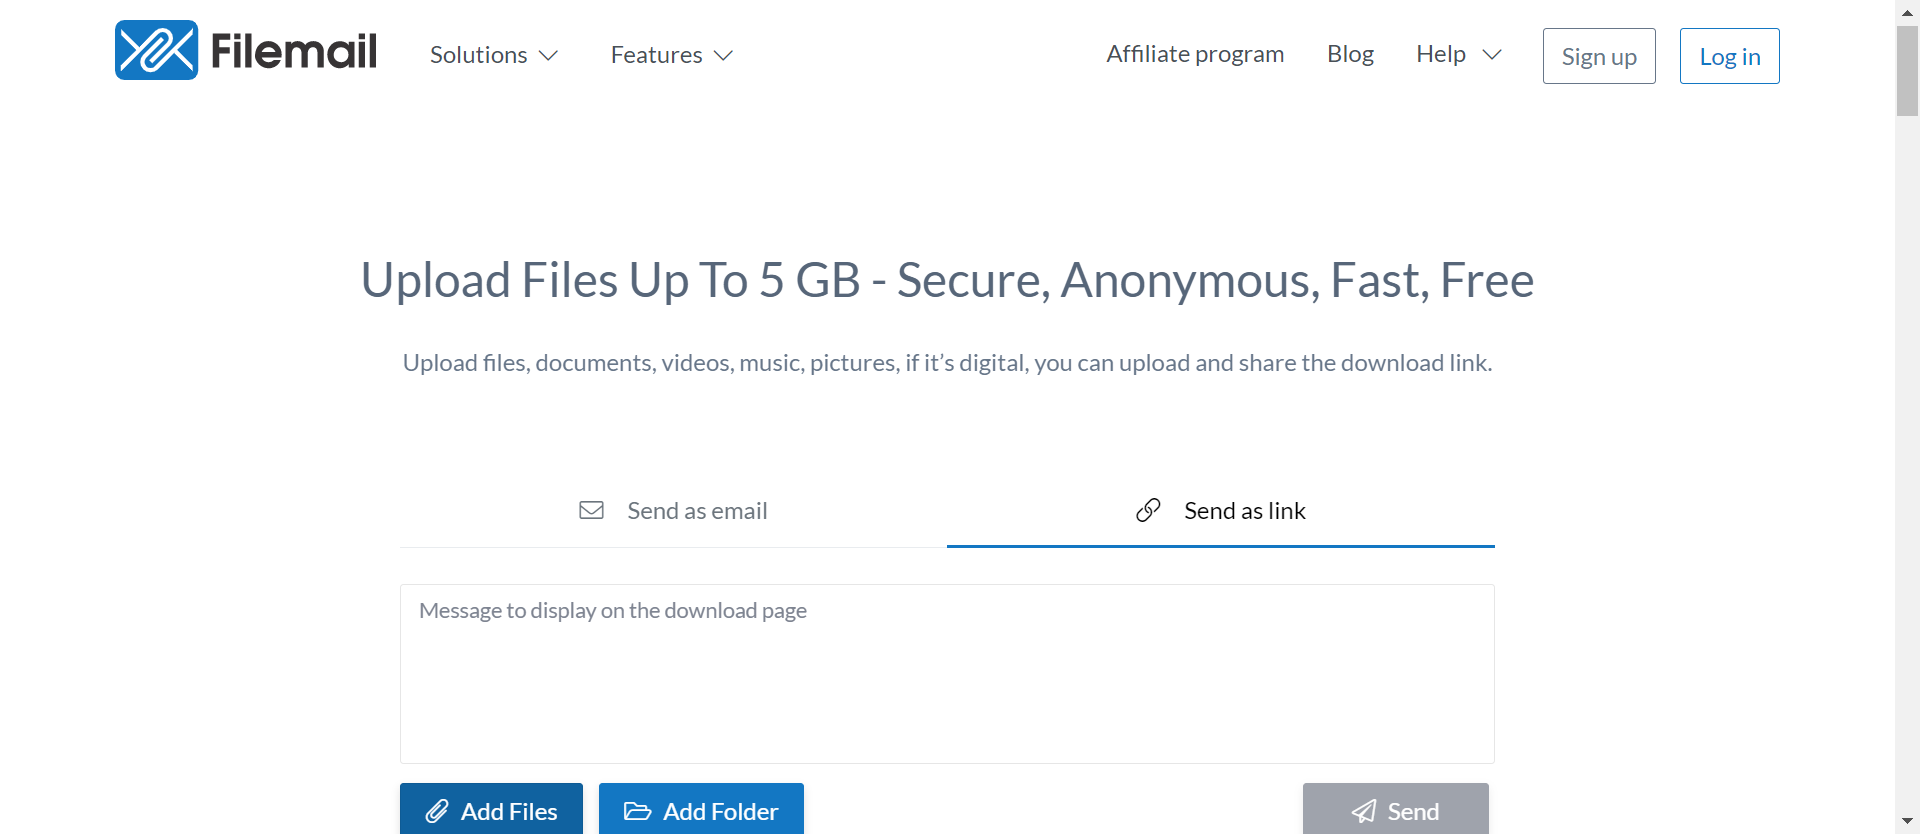 Filemail
Solutions
Features
Affiliate program
Blog
Help
Sign up
Log in
Upload Files Up To 5 GB - Secure, Anonymous, Fast, Free
Upload files, documents, videos, music, pictures, if it’s digital, you can upload and share the download link.
Send as email
Send as link
Message to display on the download page
Add Files
Add Folder
Send